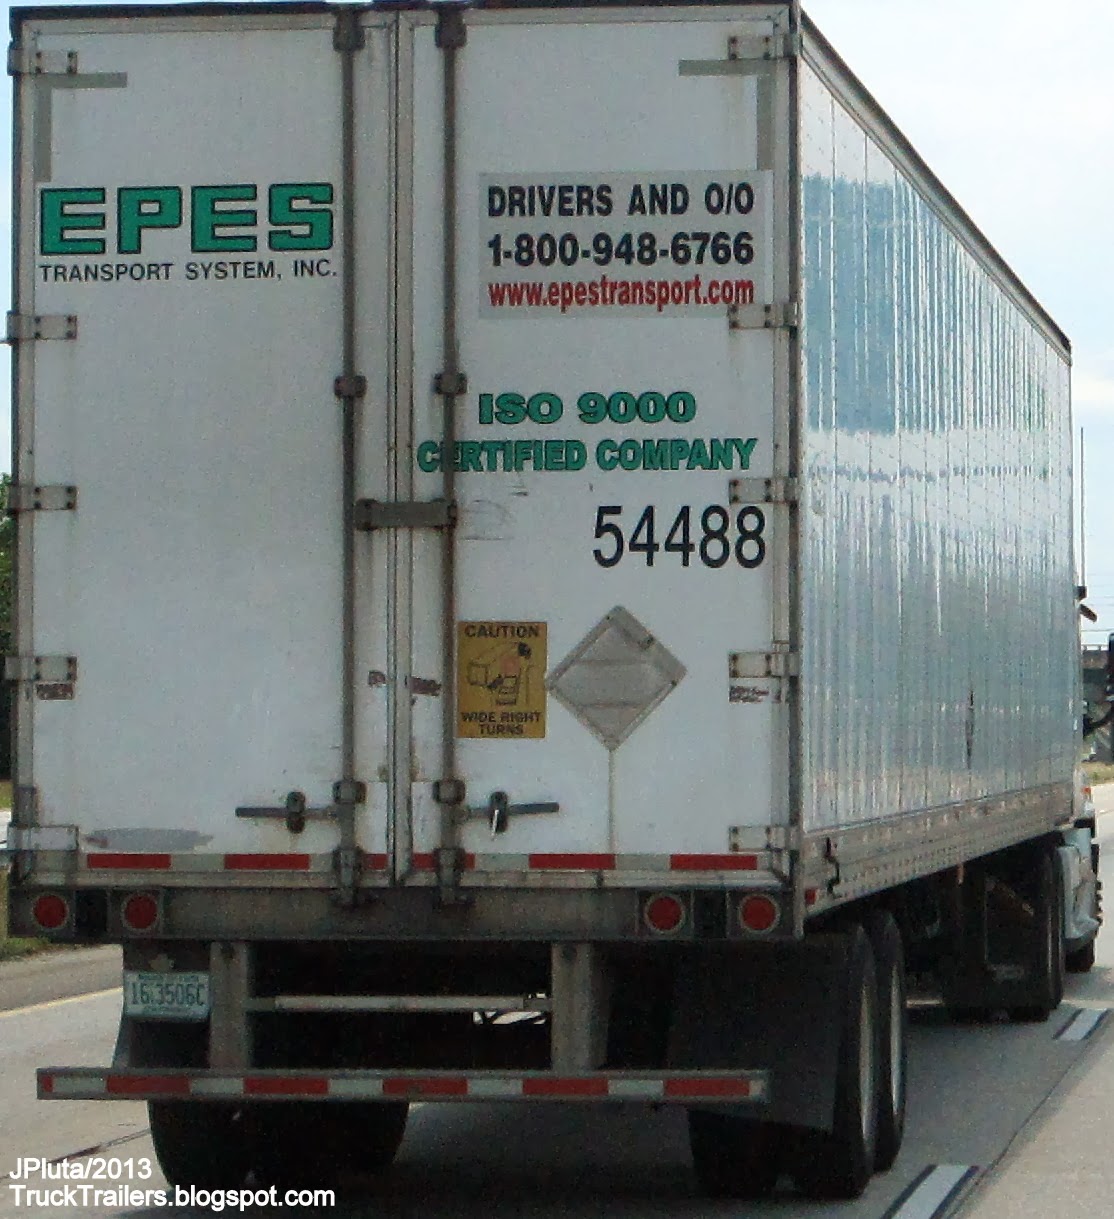 EPES
TRANSPORT SYSTEM, INC.
DRIVERS AND O/O
1-800-948-6766
www.epestransport.com
ISO 9000
CERTIFIED COMPANY
54488
CAUTION
WIDE RIGHT
TURNS
JPluta/2013
TruckTrailers.blogspot.com